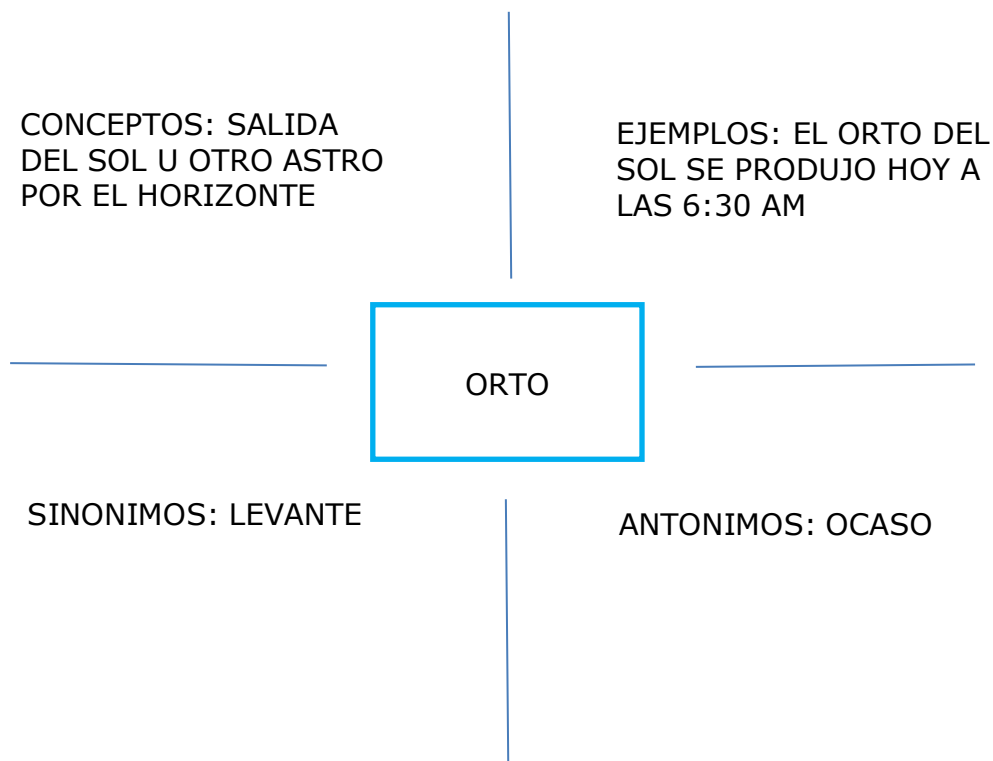 CONCEPTOS: SALIDA
DEL SOL U OTRO ASTRO
POR EL HORIZONTE
EJEMPLOS: EL ORTO DEL
SOL SE PRODUJO HOY A
LAS 6:30 AM
ORTO
SINONIMOS: LEVANTE
ANTONIMOS: OCASO